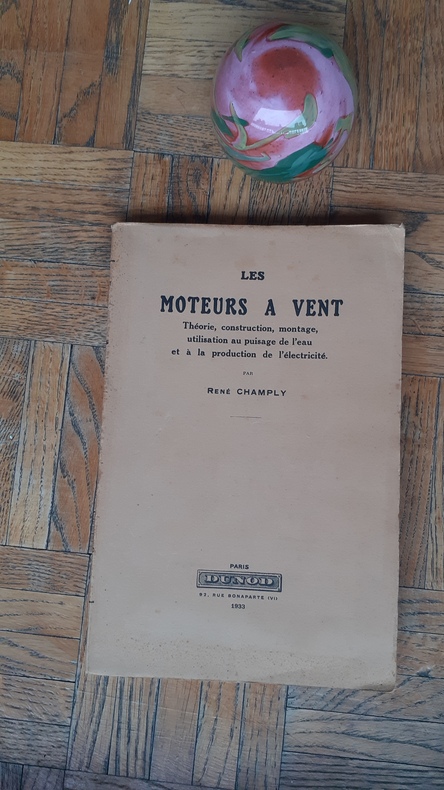 LES
MOTEURS A VENT
Théorie, construction, montage,
utilisation au puisage de l'eau
et à la production de l'électricité.
PAR
RENÉ CHAMPLY
PARIS
DUNOD
92, RUE BONAPARTE (VI)
1933